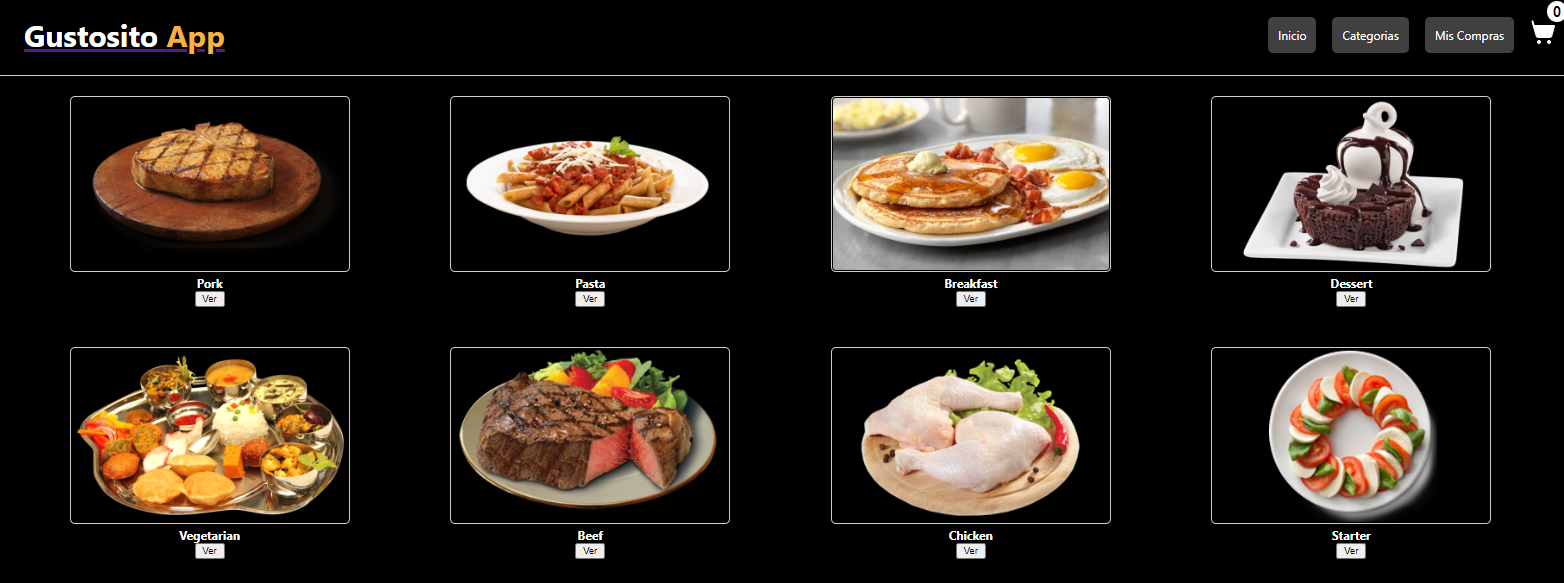 Gustosito App
Inicio
Categorias
Mis Compras
0
Pork
Ver
Pasta
Ver
Breakfast
Ver
Dessert
Ver
Vegetarian
Ver
Beef
Ver
Chicken
Ver
Starter
Ver